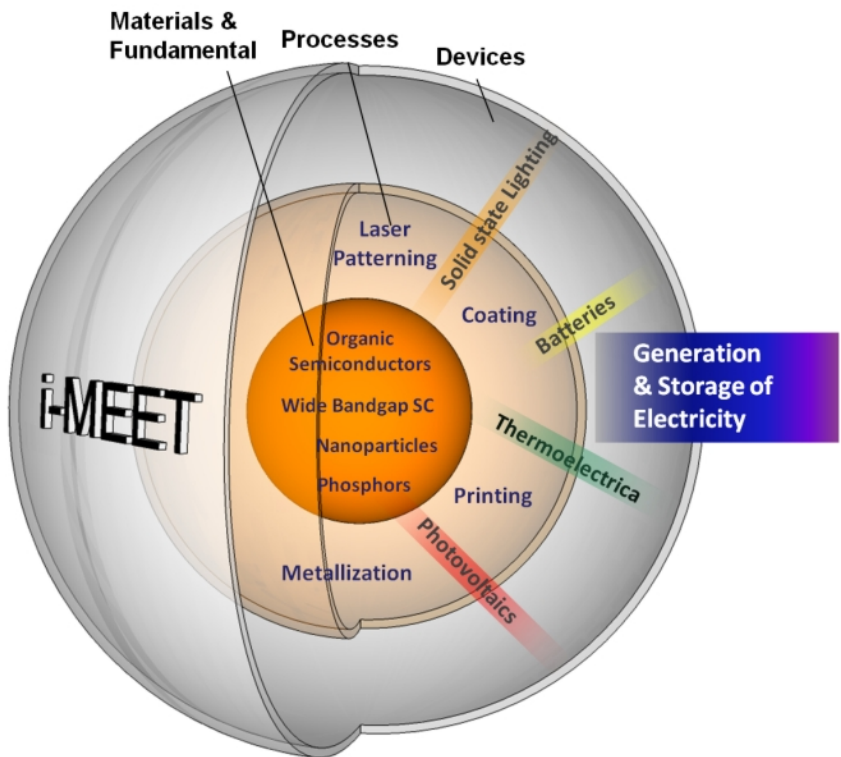 Materials &
Fundamental
Processes
Devices
Laser
Patterning
Solid state Lighting
Coating
Batteries
Organic
Semiconductors
Wide Bandgap SC
Nanoparticles
Phosphors
Generation
& Storage of
Electricity
i-MEET
Thermoelectrica
Printing
Photovoltaics
Metallization